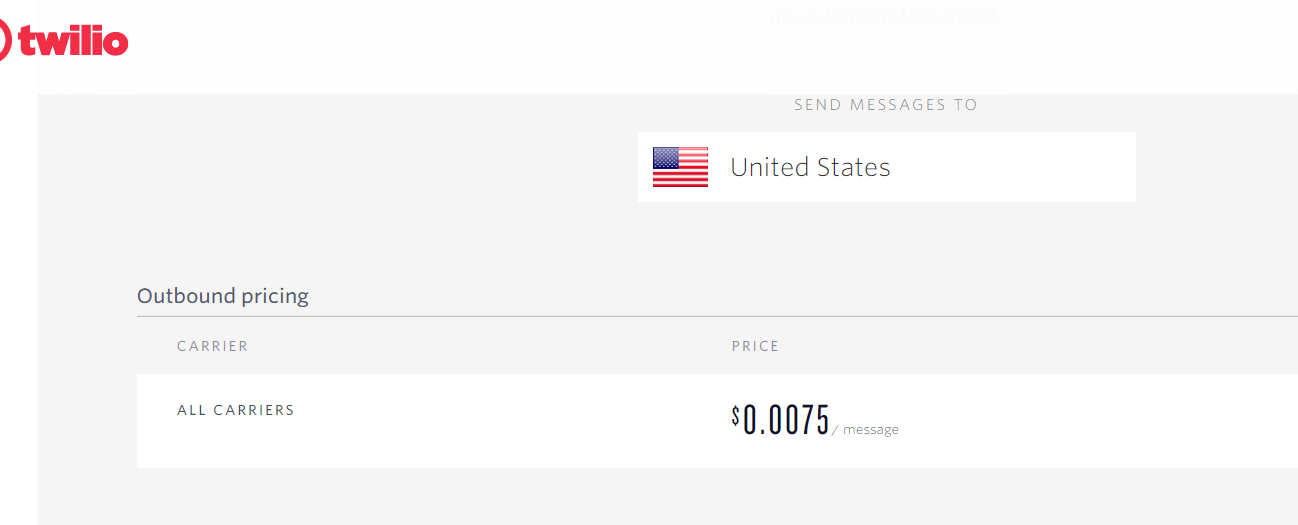 anywhere in the world
twilio
SEND MESSAGES TO
United States
Outbound pricing
CARRIER PRICE
ALL CARRIERS $0.0075/ message